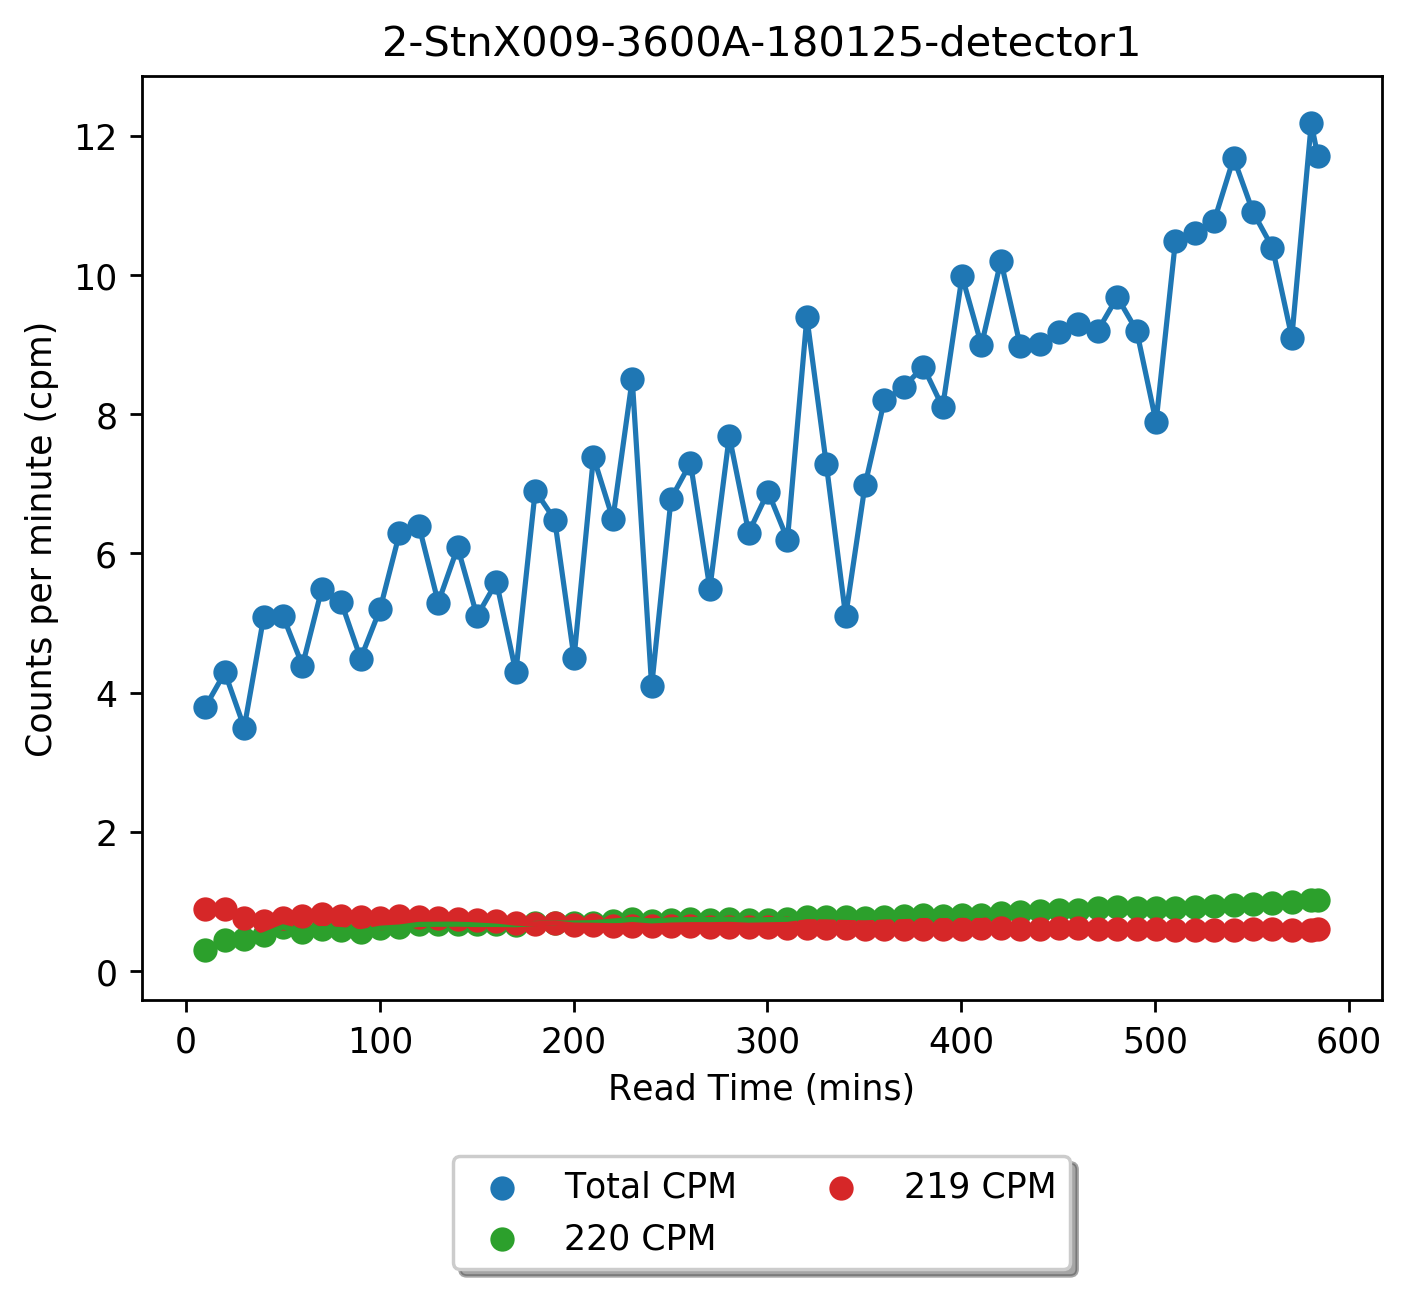 2-StnX009-3600A-180125-detector1
12
10
8
6
4
2
0
Counts per minute (cpm)
0 100 200 300 400 500 600
Read Time (mins)
Total CPM 219 CPM
220 CPM